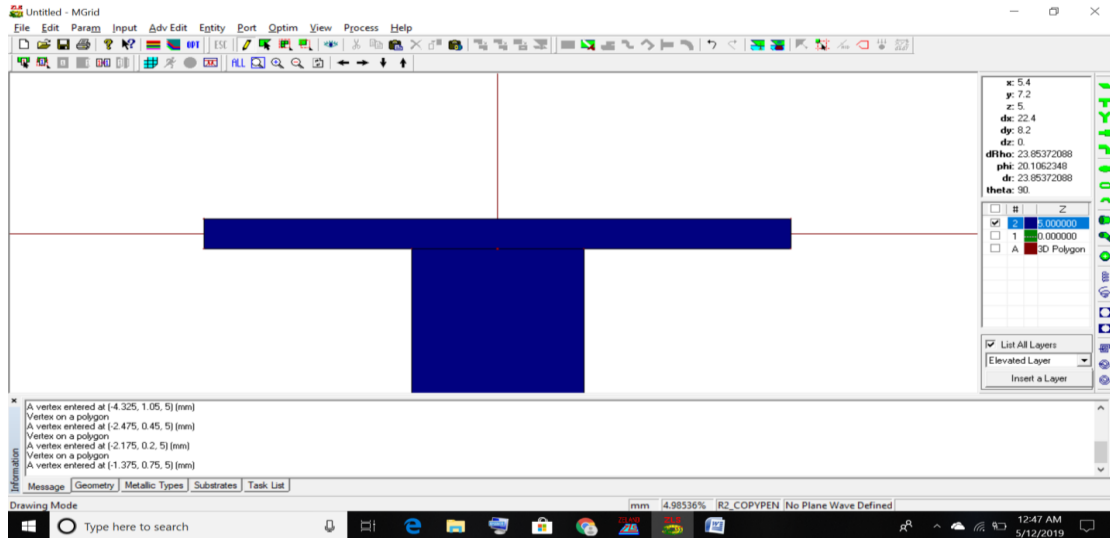 Untitled - MGrid
File Edit Param Input Adv Edit Entity Port Optim View Process Help
OPT ESC
ALL
x: 5.4
y: 7.2
z: 5.
dx: 22.4
dy: 8.2
dz: 0.
dRho: 23.85372088
phi: 20.1062348
dr: 23.85372088
theta: 90.
# Z
2 5.000000
1 0.000000
A 3D Polygon
List All Layers
Elevated Layer
Insert a Layer
A vertex entered at (-4.325, 1.05, 5) (mm)
Vertex on a polygon
A vertex entered at (-2.475, 0.45, 5) (mm)
Vertex on a polygon
A vertex entered at (-2.175, 0.2, 5) (mm)
Vertex on a polygon
A vertex entered at (-1.375, 0.75, 5) (mm)
Information
Message Geometry Metallic Types Substrates Task List
Drawing Mode mm 4.98536% R2_COPYPEN No Plane Wave Defined
Type here to search
12:47 AM
5/12/2019